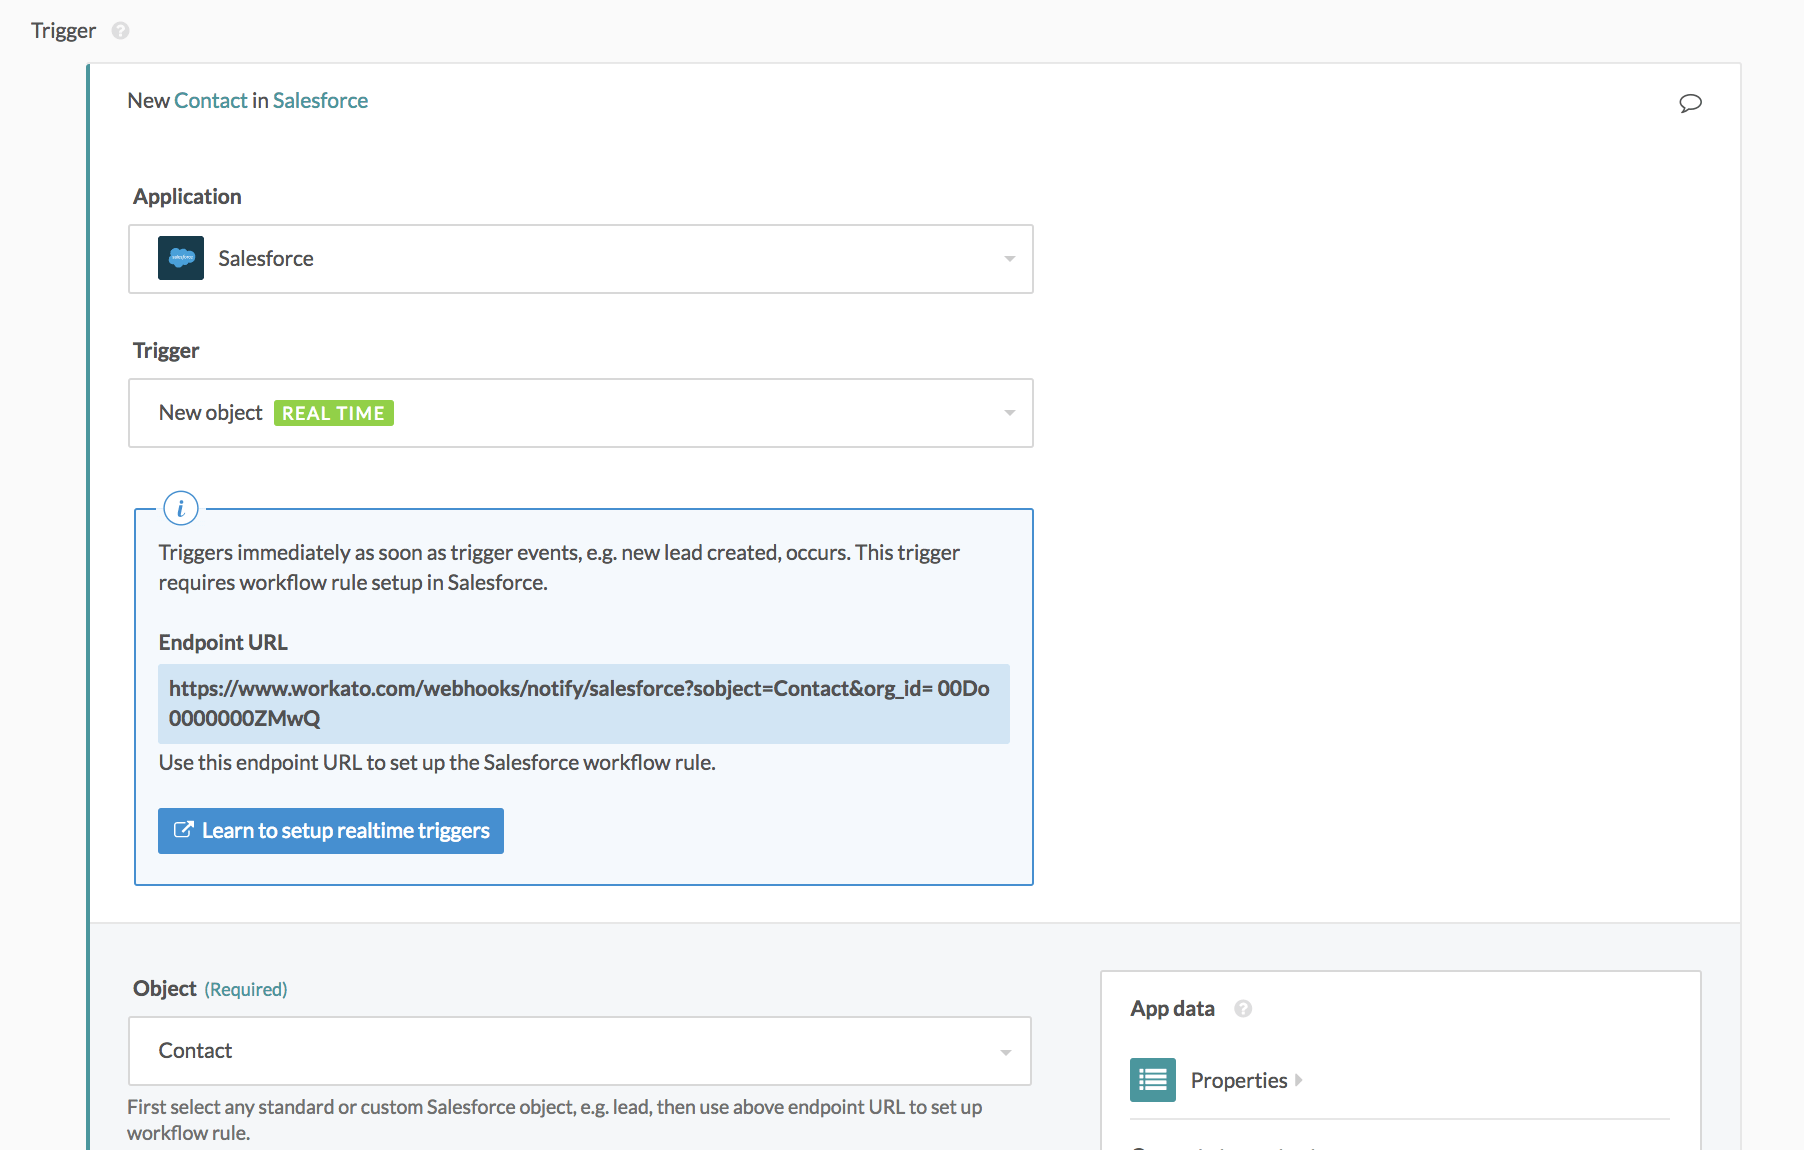 Trigger ?
New Contact in Salesforce
Application
salesforce Salesforce
Trigger
New object REAL TIME
i
Triggers immediately as soon as trigger events, e.g. new lead created, occurs. This trigger
requires workflow rule setup in Salesforce.
Endpoint URL
https://www.workato.com/webhooks/notify/salesforce?sobject=Contact&org_id= 00Do
0000000ZMwQ
Use this endpoint URL to set up the Salesforce workflow rule.
Learn to setup realtime triggers
Object (Required)
Contact
First select any standard or custom Salesforce object, e.g. lead, then use above endpoint URL to set up
workflow rule.
App data ?
Properties